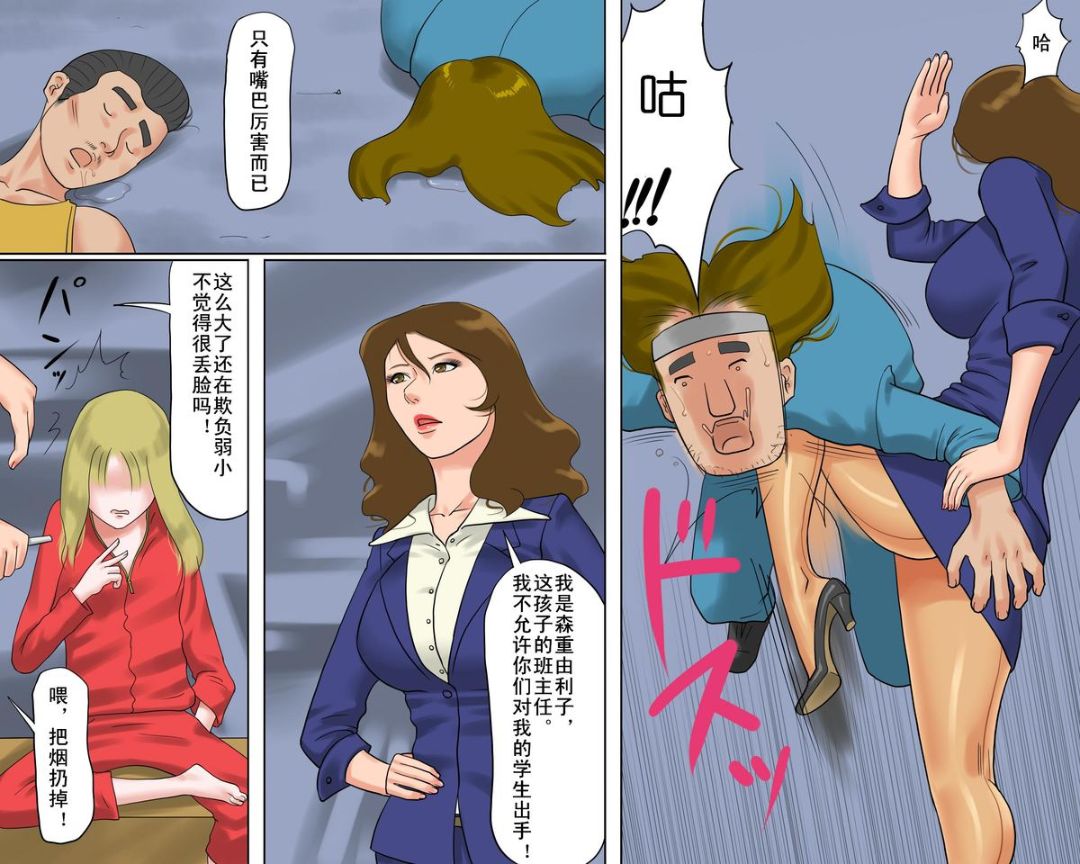 哈
咕
!!!
ドズッ
只有嘴巴厉害而已
我是森重由利子，
这孩子的班主任。
我不允许你们对我的学生出手！
这么大了还在欺负弱小
不觉得很丢脸吗！
パシッ
喂，把烟扔掉！